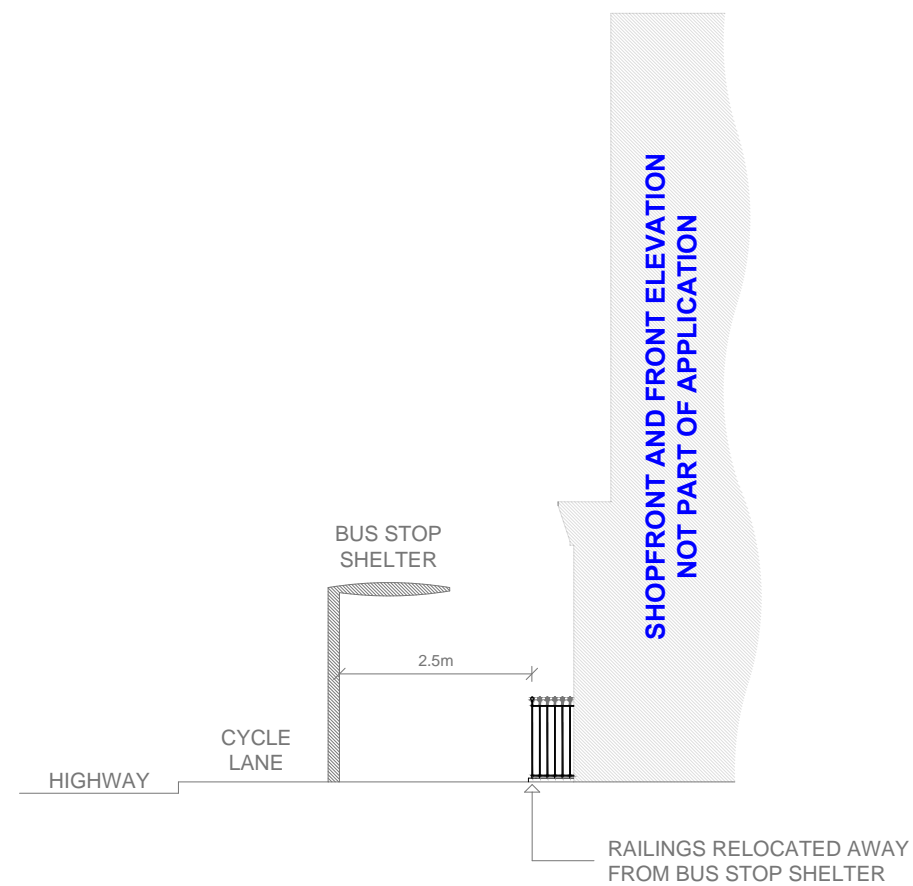 SHOPFRONT AND FRONT ELEVATION
NOT PART OF APPLICATION
BUS STOP
SHELTER
2.5m
CYCLE
LANE
HIGHWAY
RAILINGS RELOCATED AWAY
FROM BUS STOP SHELTER